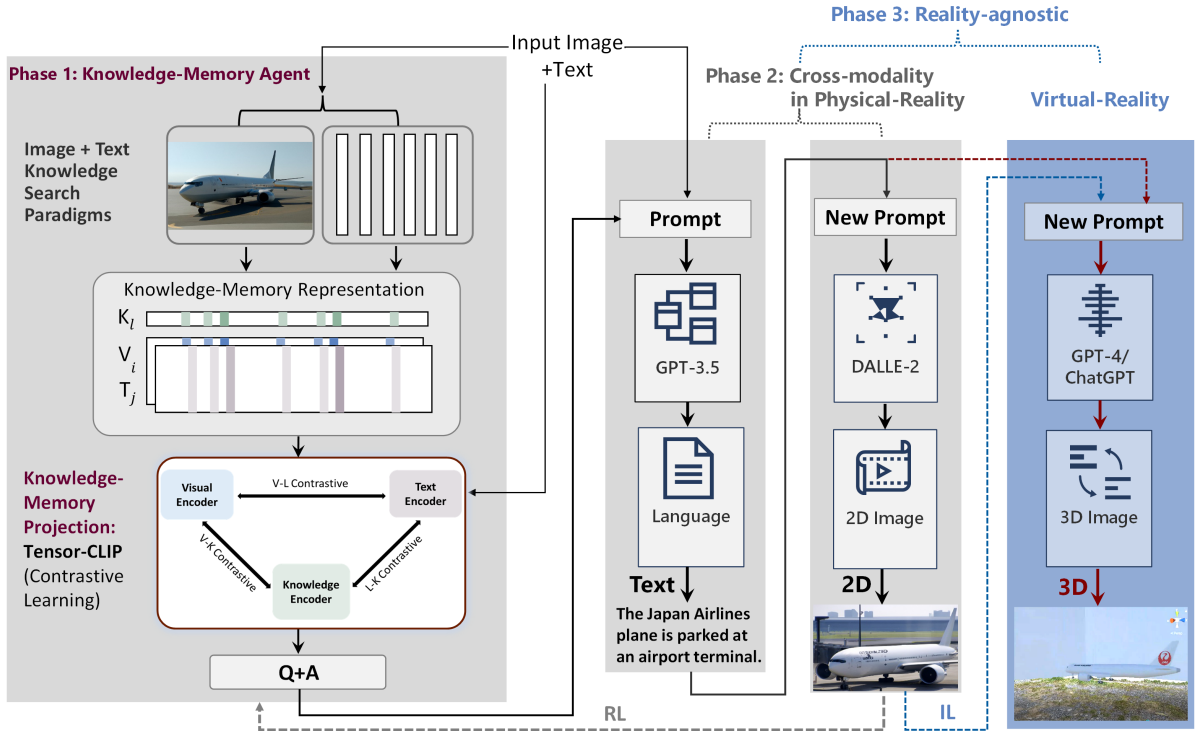 Phase 3: Reality-agnostic
Input Image
+Text
Phase 1: Knowledge-Memory Agent
Phase 2: Cross-modality
in Physical-Reality
Virtual-Reality
Image + Text
Knowledge
Search
Paradigms
Prompt
New Prompt
New Prompt
Knowledge-Memory Representation
K l
V i
T j
GPT-3.5
DALLE-2
GPT-4/
ChatGPT
Knowledge-
Memory
Projection:
Tensor-CLIP
(Contrastive
Learning)
Visual
Encoder
V-L Contrastive
Text
Encoder
V-K Contrastive
L-K Contrastive
Knowledge
Encoder
Language
2D Image
3D Image
Text
2D
3D
The Japan Airlines
plane is parked at
an airport terminal.
Q+A
RL
IL